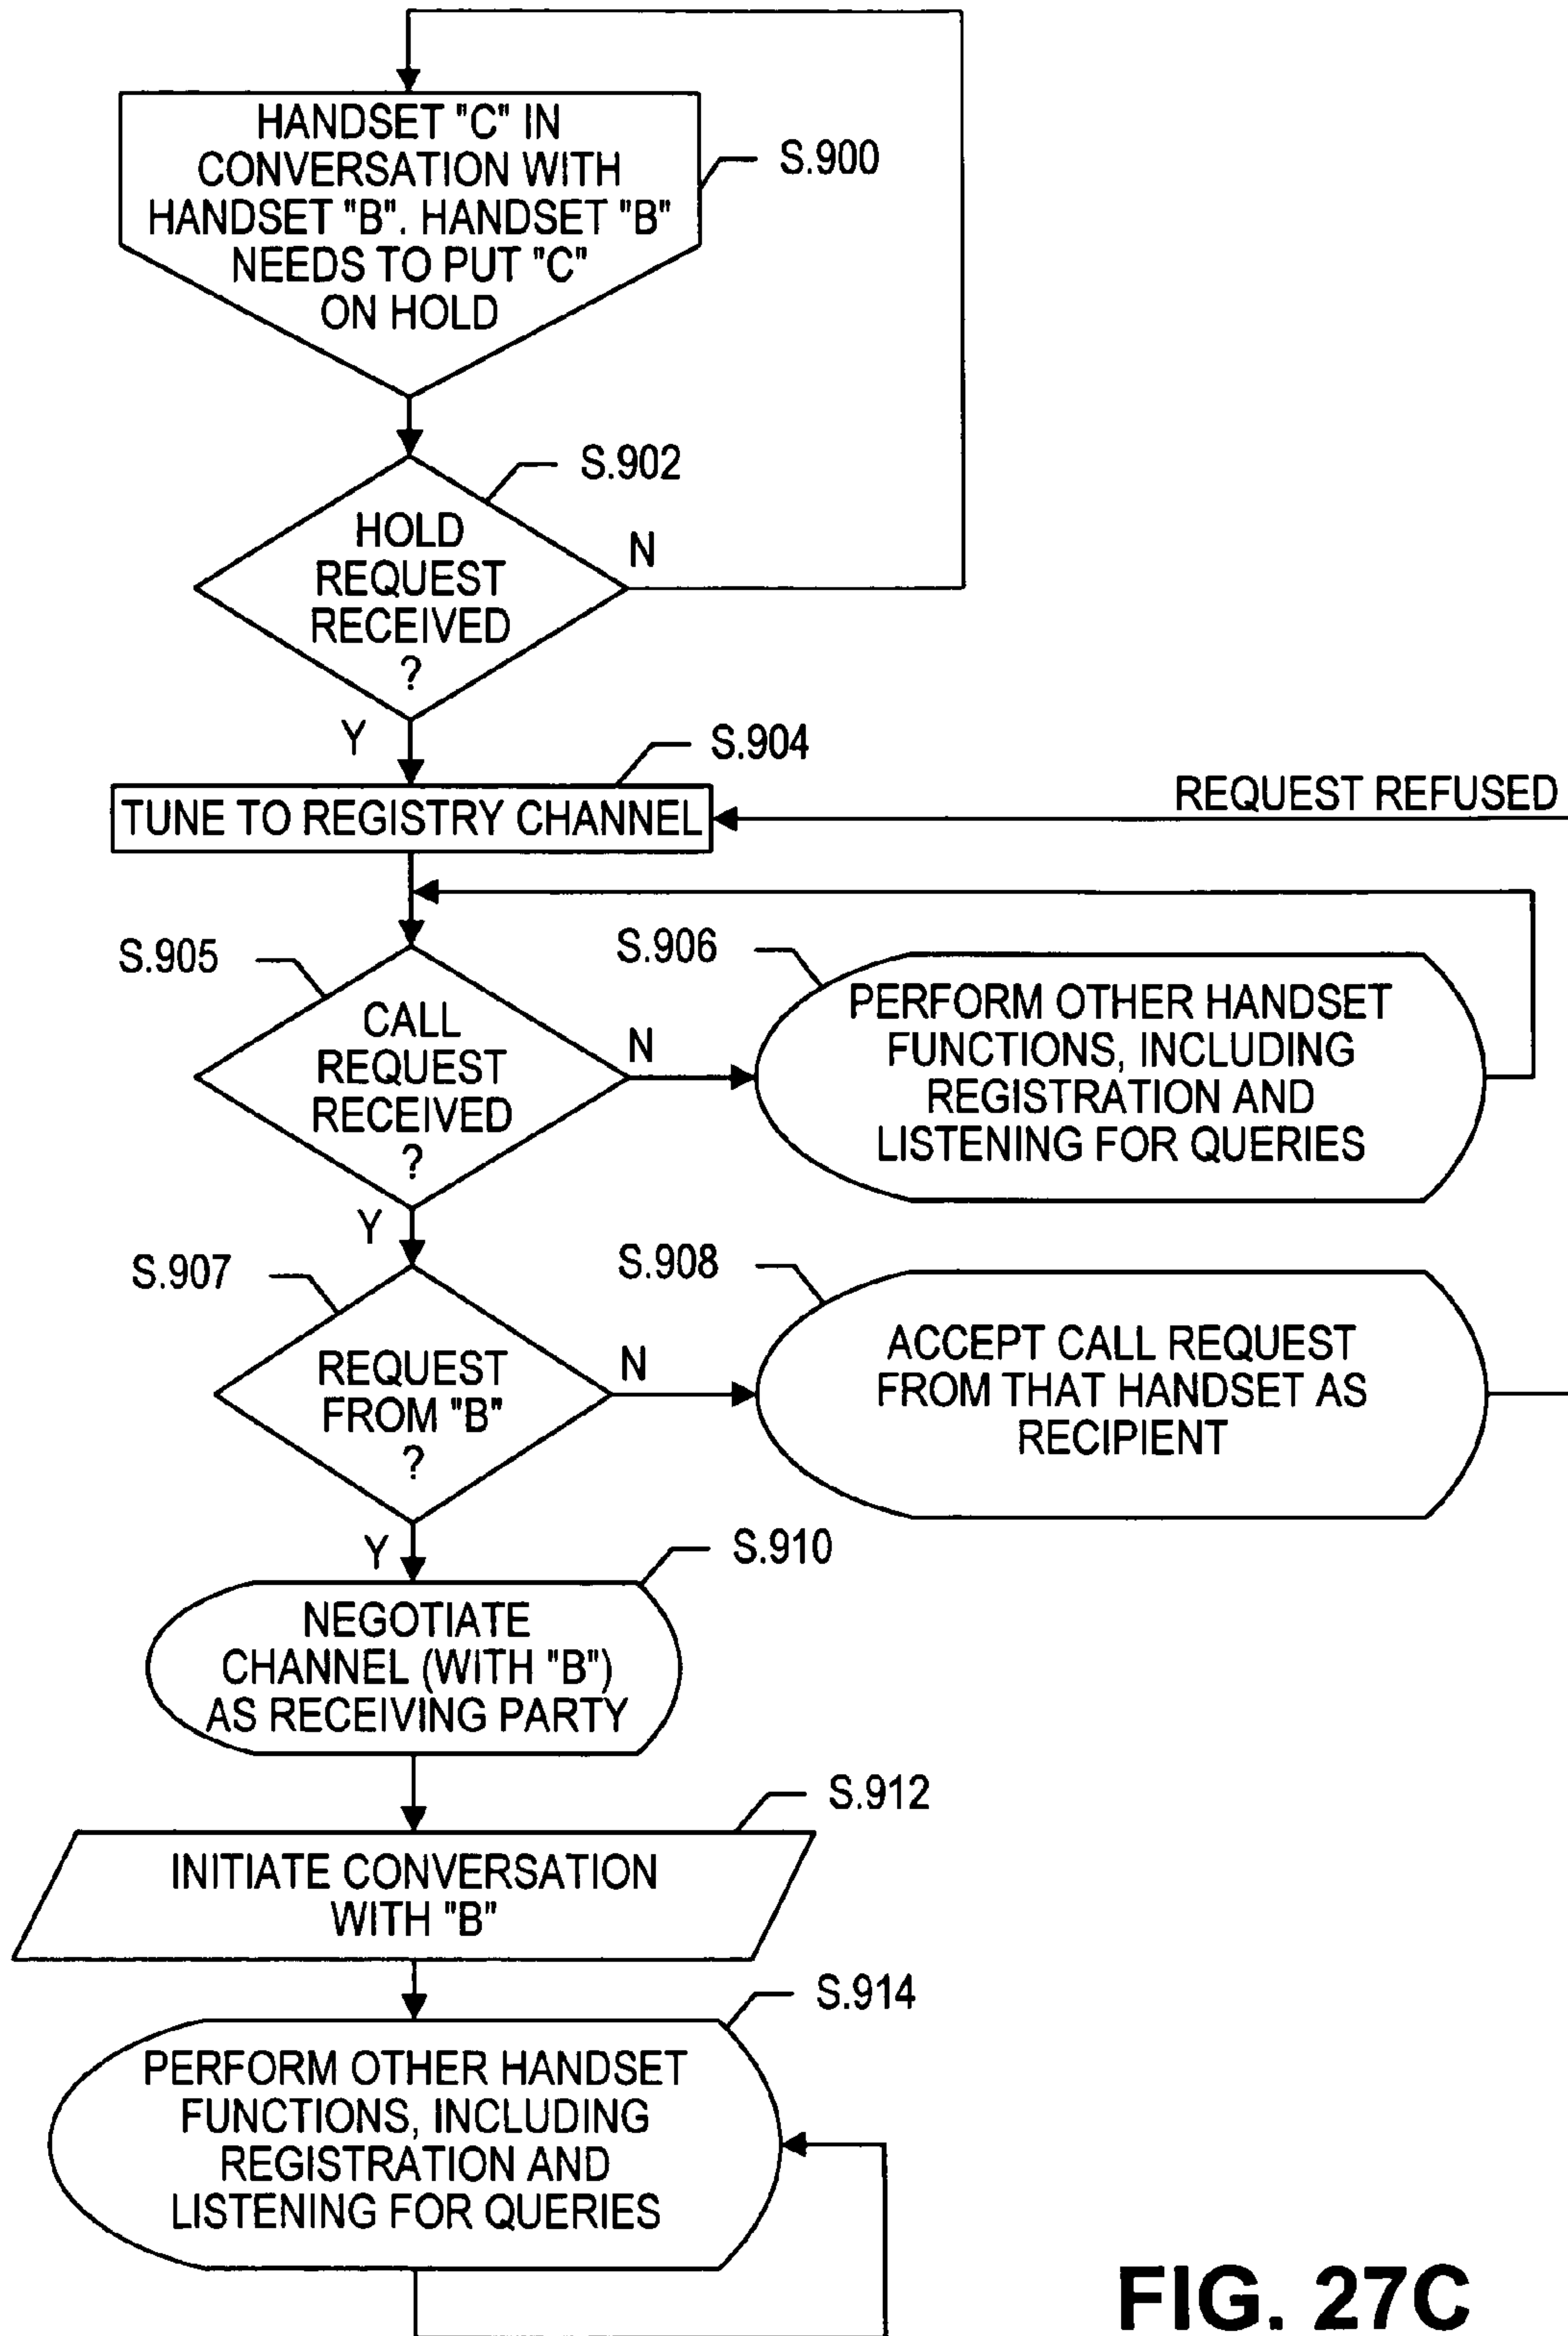 HANDSET "C" IN
CONVERSATION WITH
HANDSET "B". HANDSET "B"
NEEDS TO PUT "C"
ON HOLD
S.900
S.902
HOLD
REQUEST
RECEIVED
?
N
Y
S.904
TUNE TO REGISTRY CHANNEL
REQUEST REFUSED
S.905
CALL
REQUEST
RECEIVED
?
N
Y
S.906
PERFORM OTHER HANDSET
FUNCTIONS, INCLUDING
REGISTRATION AND
LISTENING FOR QUERIES
S.907
REQUEST
FROM "B"
?
N
Y
S.908
ACCEPT CALL REQUEST
FROM THAT HANDSET AS
RECIPIENT
S.910
NEGOTIATE
CHANNEL (WITH "B")
AS RECEIVING PARTY
S.912
INITIATE CONVERSATION
WITH "B"
S.914
PERFORM OTHER HANDSET
FUNCTIONS, INCLUDING
REGISTRATION AND
LISTENING FOR QUERIES
FIG. 27C